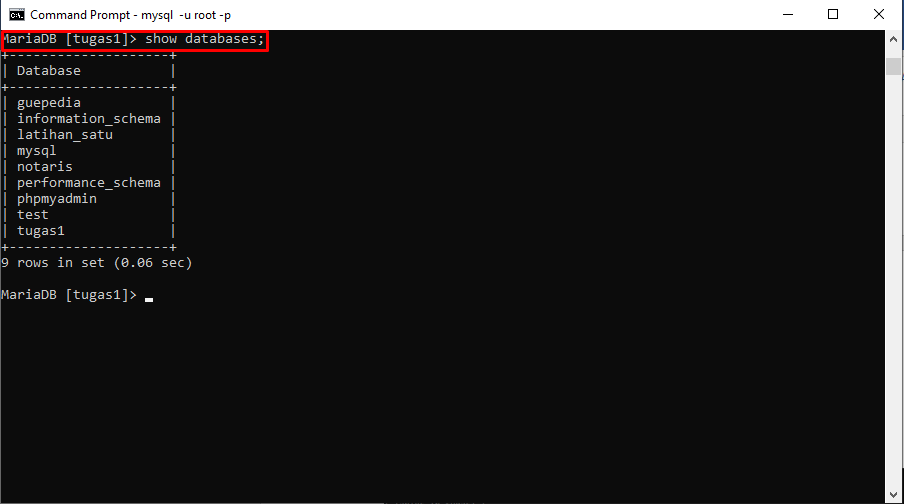 Command Prompt - mysql -u root -p
MariaDB [tugas1]> show databases;
+--------------------+
| Database           |
+--------------------+
| guepedia           |
| information_schema |
| latihan_satu       |
| mysql              |
| notaris            |
| performance_schema |
| phpmyadmin         |
| test               |
| tugas1             |
+--------------------+
9 rows in set (0.06 sec)
MariaDB [tugas1]>